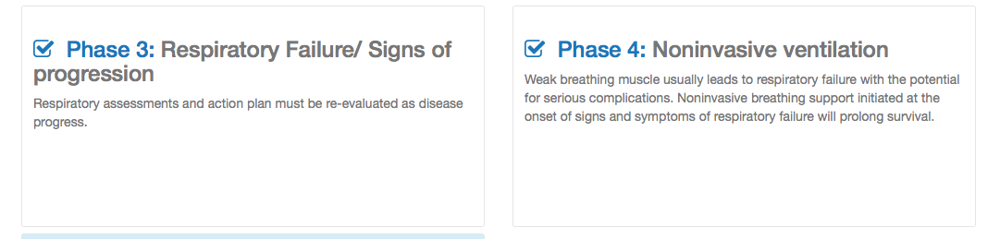 Phase 3: Respiratory Failure/ Signs of
progression
Respiratory assessments and action plan must be re-evaluated as disease
progress.
Phase 4: Noninvasive ventilation
Weak breathing muscle usually leads to respiratory failure with the potential
for serious complications. Noninvasive breathing support initiated at the
onset of signs and symptoms of respiratory failure will prolong survival.